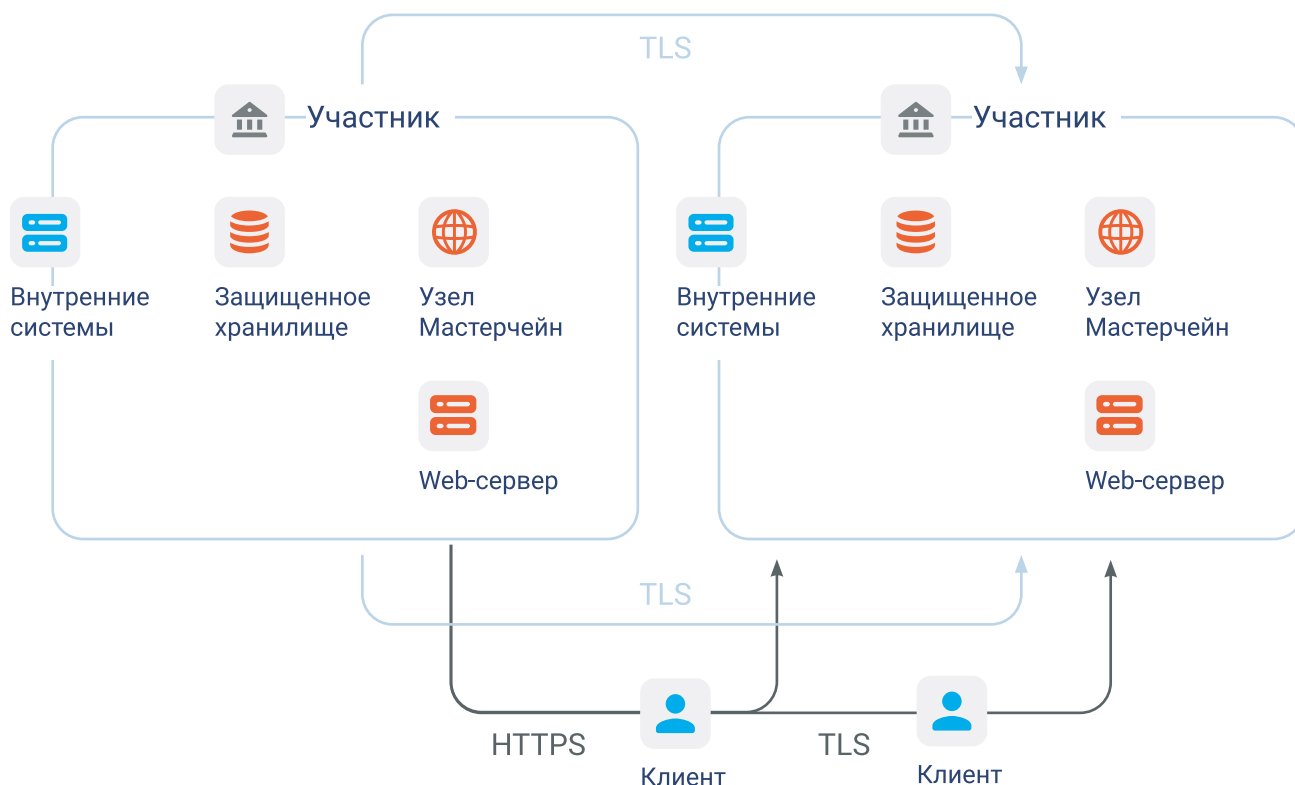 TLS
Участник
Участник
Внутренние
системы
Защищенное
хранилище
Узел
Мастерчейн
Внутренние
системы
Защищенное
хранилище
Узел
Мастерчейн
Web-сервер
Web-сервер
TLS
HTTPS
TLS
Клиент
Клиент